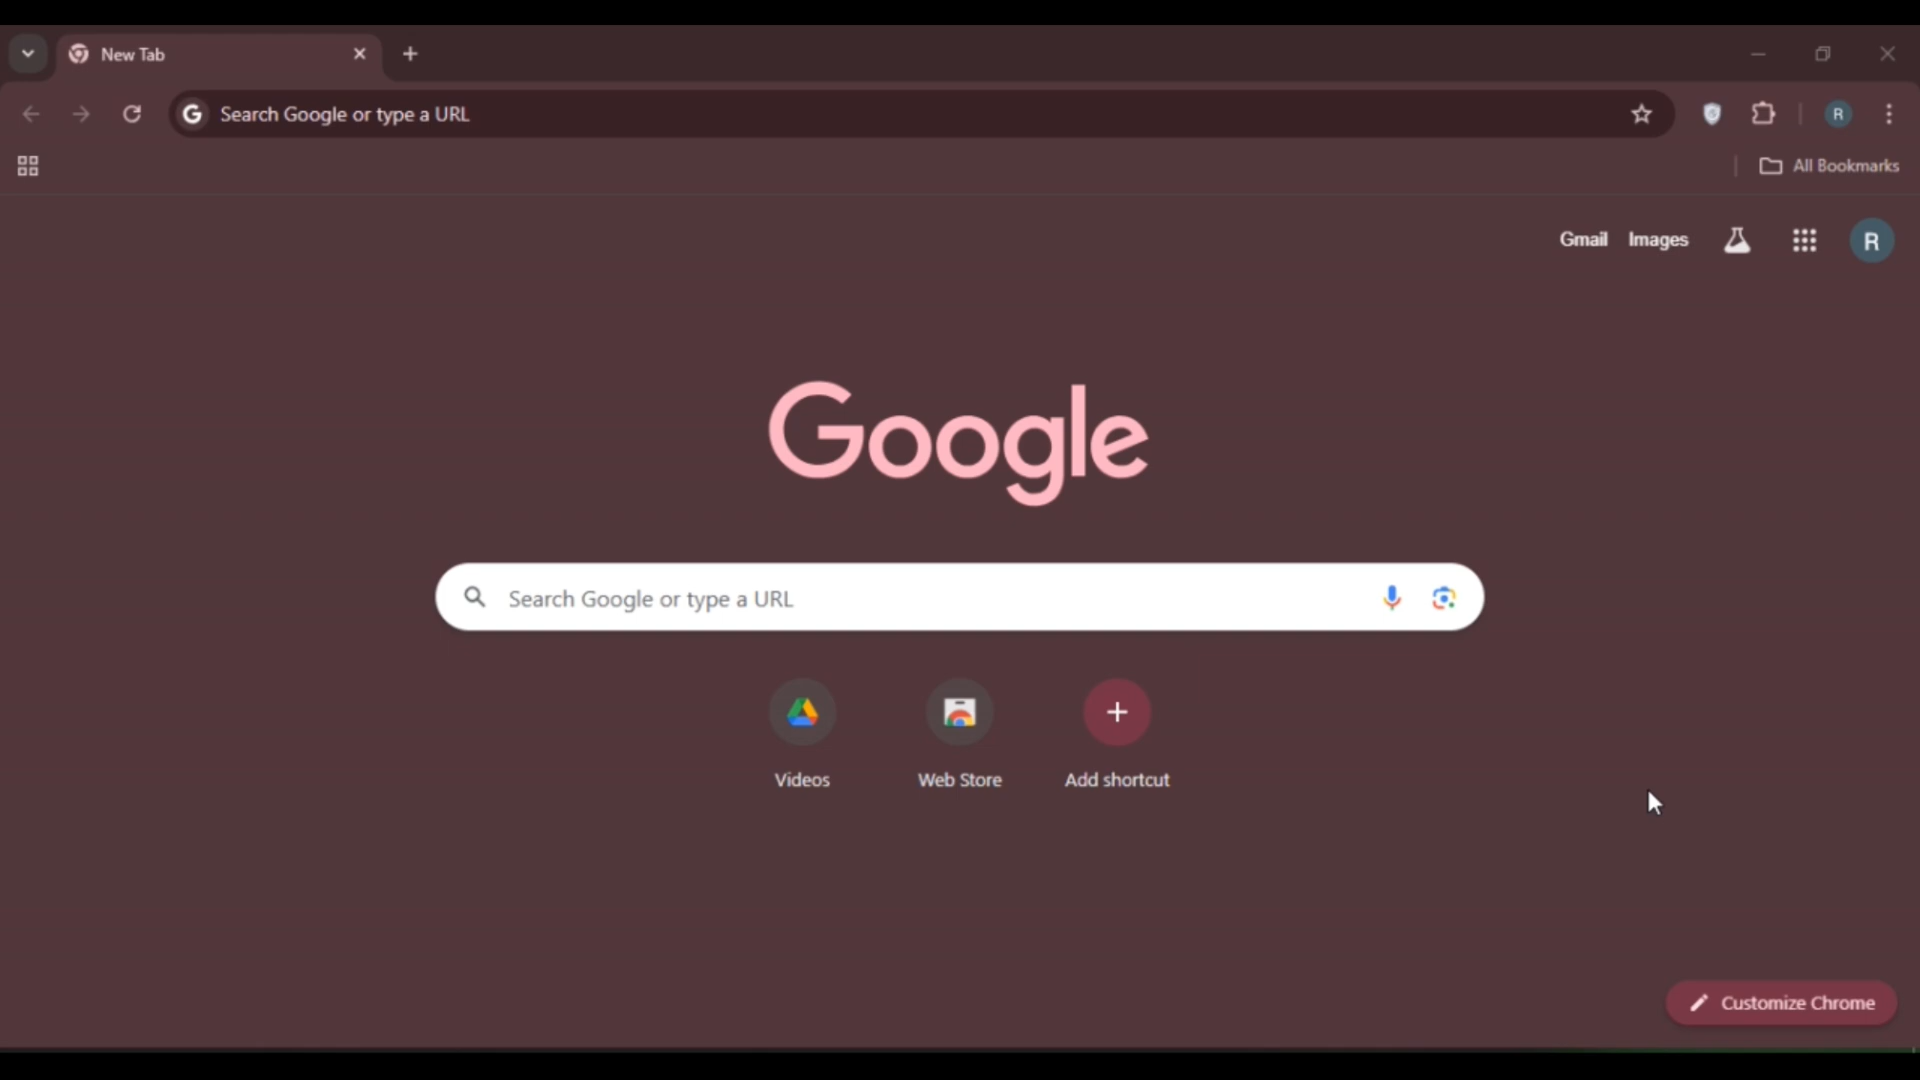 New Tab
Search Google or type a URL
R
All Bookmarks
Gmail Images
R
Google
Search Google or type a URL
Videos Web Store Add shortcut
Customize Chrome